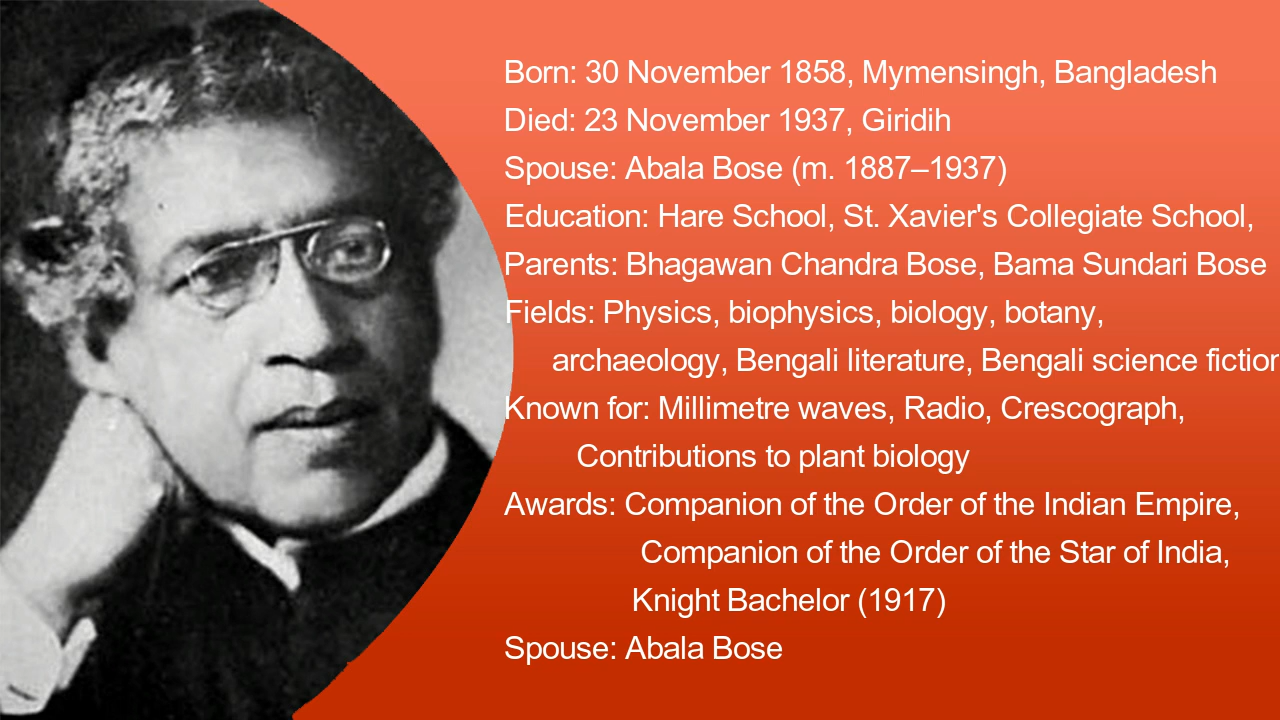 Born: 30 November 1858, Mymensingh, Bangladesh
Died: 23 November 1937, Giridih
Spouse: Abala Bose (m. 1887–1937)
Education: Hare School, St. Xavier's Collegiate School,
Parents: Bhagawan Chandra Bose, Bama Sundari Bose
Fields: Physics, biophysics, biology, botany,
archaeology, Bengali literature, Bengali science fiction
Known for: Millimetre waves, Radio, Crescograph,
Contributions to plant biology
Awards: Companion of the Order of the Indian Empire,
Companion of the Order of the Star of India,
Knight Bachelor (1917)
Spouse: Abala Bose